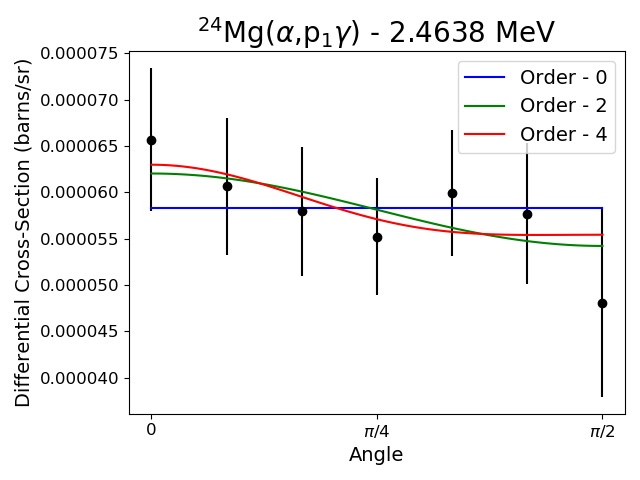 ²⁴Mg(α,p₁γ) - 2.4638 MeV
Differential Cross-Section (barns/sr)
0.000075
0.000070
0.000065
0.000060
0.000055
0.000050
0.000045
0.000040
Order - 0
Order - 2
Order - 4
0
π/4
π/2
Angle